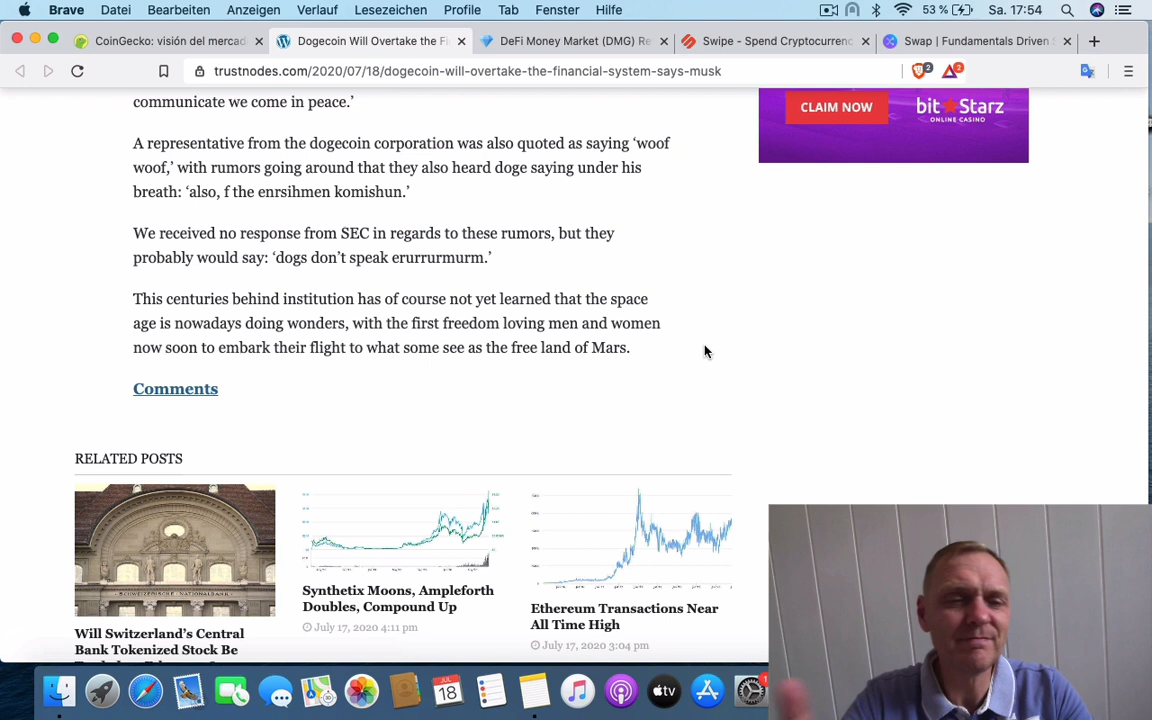 Brave Datei Bearbeiten Anzeigen Verlauf Lesezeichen Profile Tab Fenster Hilfe 53 % Sa. 17:54
CoinGecko: visión del mercad
Dogecoin Will Overtake the Fi
DeFi Money Market (DMG) Re
Swipe - Spend Cryptocurrenc
Swap | Fundamentals Driven S
trustnodes.com/2020/07/18/dogecoin-will-overtake-the-financial-system-says-musk
2
2
communicate we come in peace.’
A representative from the dogecoin corporation was also quoted as saying ‘woof
woof,’ with rumors going around that they also heard doge saying under his
breath: ‘also, f the enrsihmen komishun.’
We received no response from SEC in regards to these rumors, but they
probably would say: ‘dogs don’t speak erurrurmurm.’
This centuries behind institution has of course not yet learned that the space
age is nowadays doing wonders, with the first freedom loving men and women
now soon to embark their flight to what some see as the free land of Mars.
Comments
CLAIM NOW
bitStarz
ONLINE CASINO
RELATED POSTS
SCHWEIZERISCHE NATIONALBANK
Will Switzerland’s Central
Bank Tokenized Stock Be
Synthetix Moons, Ampleforth
Doubles, Compound Up
July 17, 2020 4:11 pm
Ethereum Transactions Near
All Time High
July 17, 2020 3:04 pm
JUL
18
tv
1